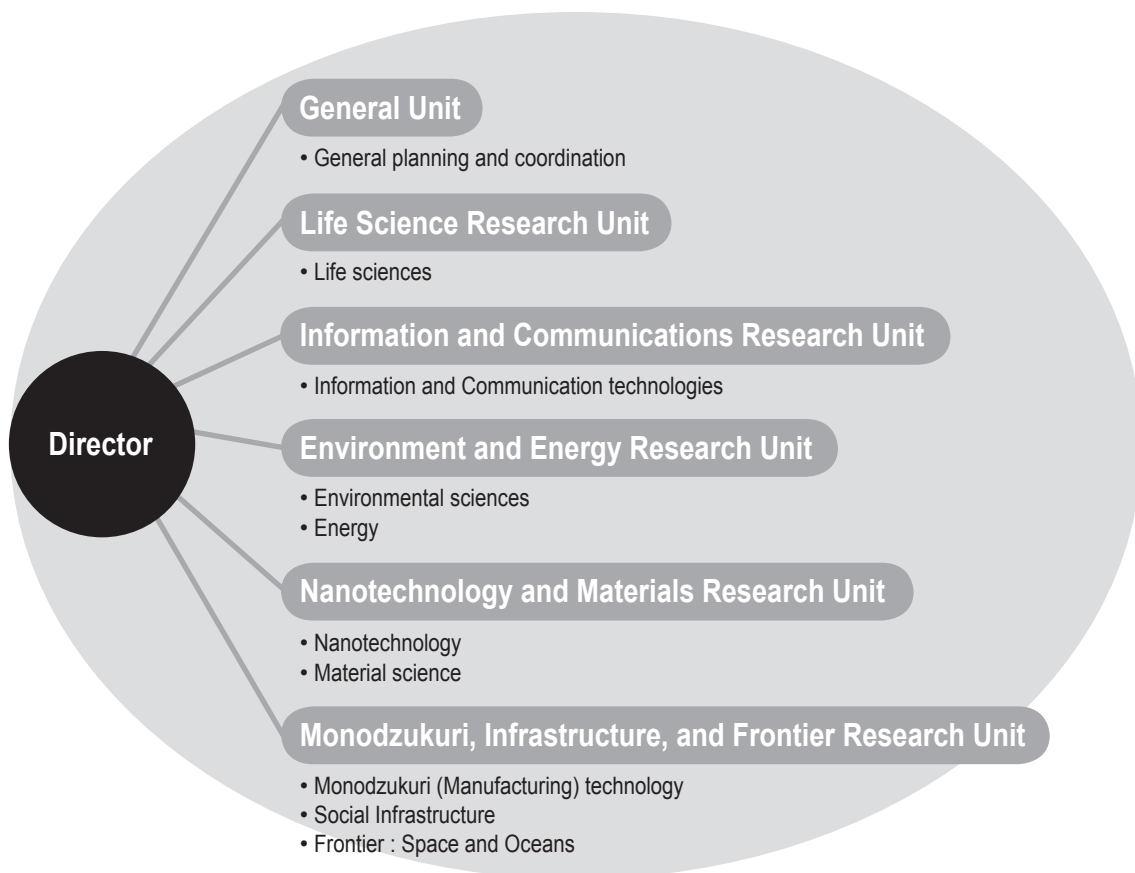 General Unit
• General planning and coordination
Life Science Research Unit
• Life sciences
Information and Communications Research Unit
• Information and Communication technologies
Director
Environment and Energy Research Unit
• Environmental sciences
• Energy
Nanotechnology and Materials Research Unit
• Nanotechnology
• Material science
Monodzukuri, Infrastructure, and Frontier Research Unit
• Monodzukuri (Manufacturing) technology
• Social Infrastructure
• Frontier : Space and Oceans